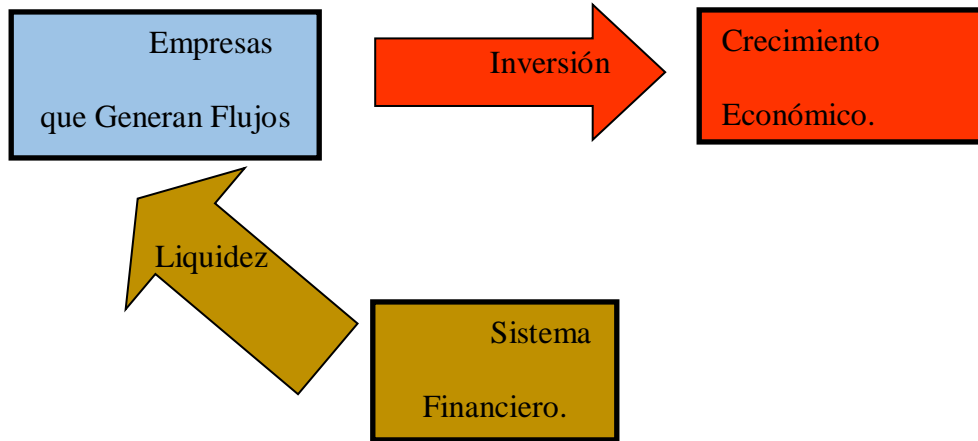 Empresas
que Generan Flujos
Inversión
Crecimiento
Económico.
Liquidez
Sistema
Financiero.